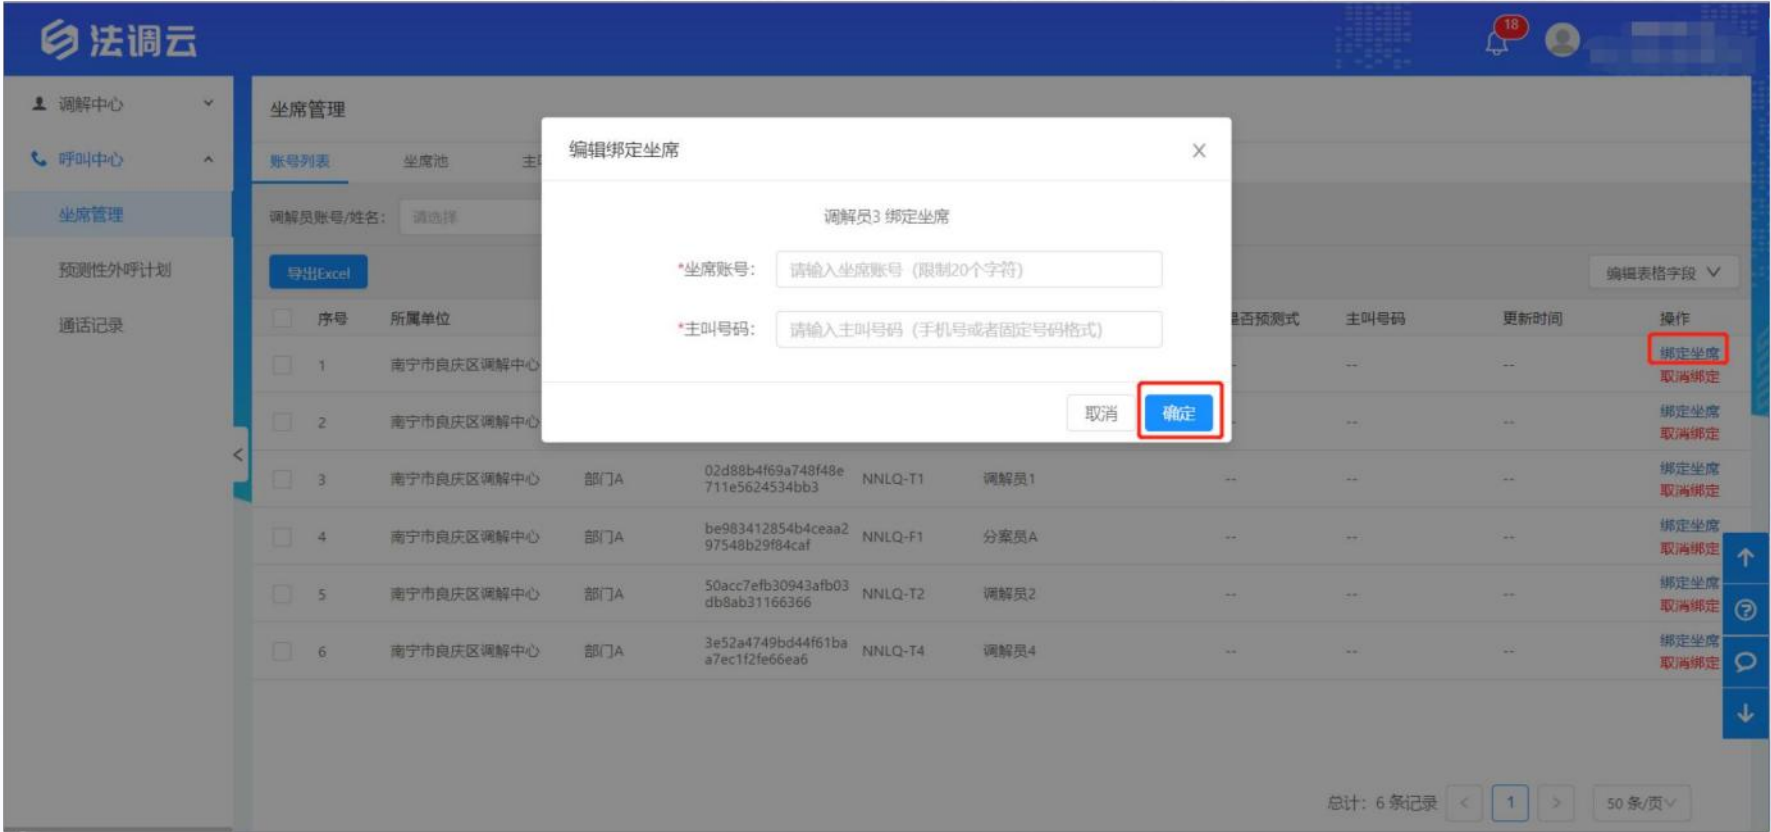 法调云
18
调解中心
坐席管理
编辑绑定坐席
呼叫中心
账号列表 坐席池 主
坐席管理
调解员账号/姓名: 请选择
调解员3 绑定坐席
预测性外呼计划
导出Excel
*坐席账号: 请输入坐席账号 (限制20个字符)
编辑表格字段
通话记录
序号 所属单位
*主叫号码: 请输入主叫号码 (手机号或者固定号码格式)
是否预测式 主叫号码 更新时间 操作
1 南宁市良庆区调解中心 -- -- -- 绑定坐席
取消绑定
取消 确定
2 南宁市良庆区调解中心 -- -- -- 绑定坐席
取消绑定
3 南宁市良庆区调解中心 部门A 02d88b4f69a748f48e NNLQ-T1 调解员1 -- -- -- 绑定坐席
711e5624534bb3 取消绑定
4 南宁市良庆区调解中心 部门A be983412854b4ceaa2 NNLQ-F1 分案员A -- -- -- 绑定坐席
97548b29f84caf 取消绑定
5 南宁市良庆区调解中心 部门A 50acc7efb30943afb03 NNLQ-T2 调解员2 -- -- -- 绑定坐席
db8ab31166366 取消绑定
6 南宁市良庆区调解中心 部门A 3e52a4749bd44f61ba NNLQ-T4 调解员4 -- -- -- 绑定坐席
a7ec1f2fe66ea6 取消绑定
总计: 6 条记录 < 1 > 50 条/页